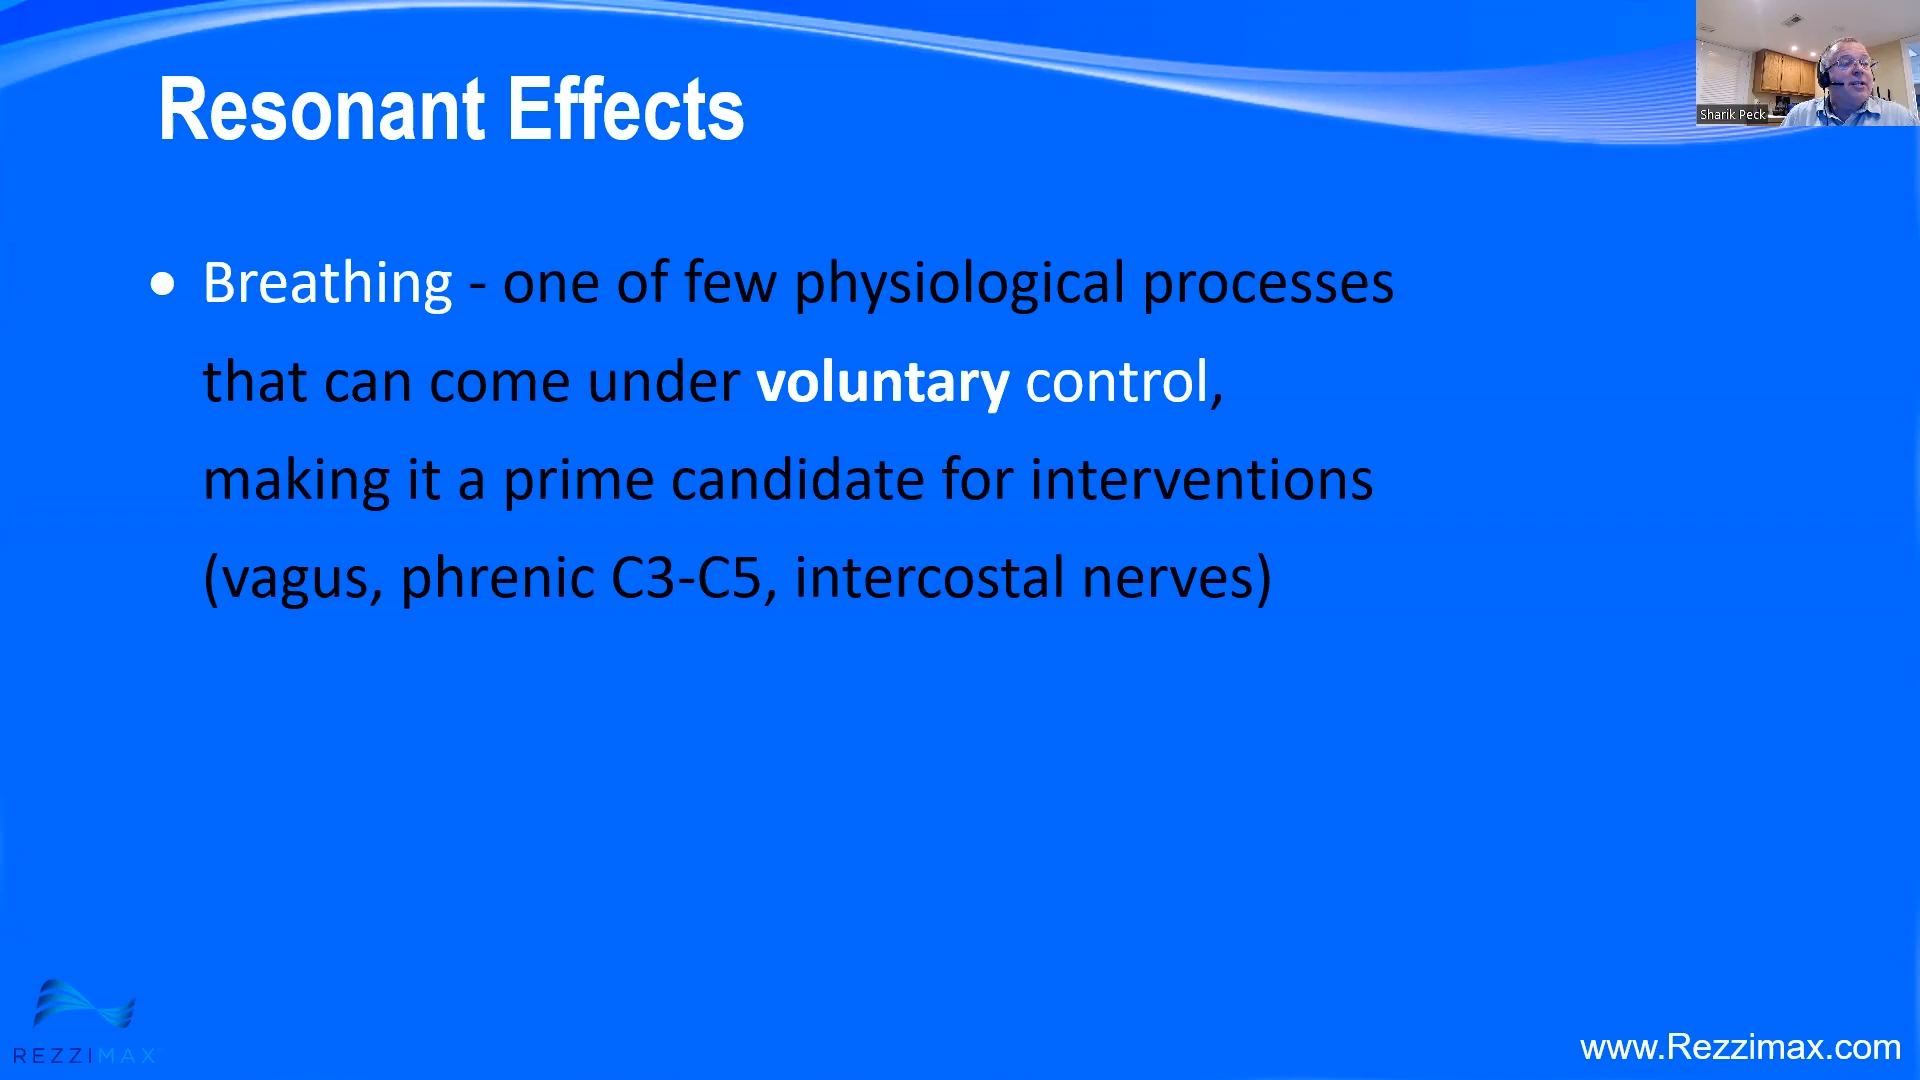 Resonant Effects
Sharik Peck
• Breathing - one of few physiological processes
that can come under voluntary control,
making it a prime candidate for interventions
(vagus, phrenic C3-C5, intercostal nerves)
REZZIMAX
www.Rezzimax.com